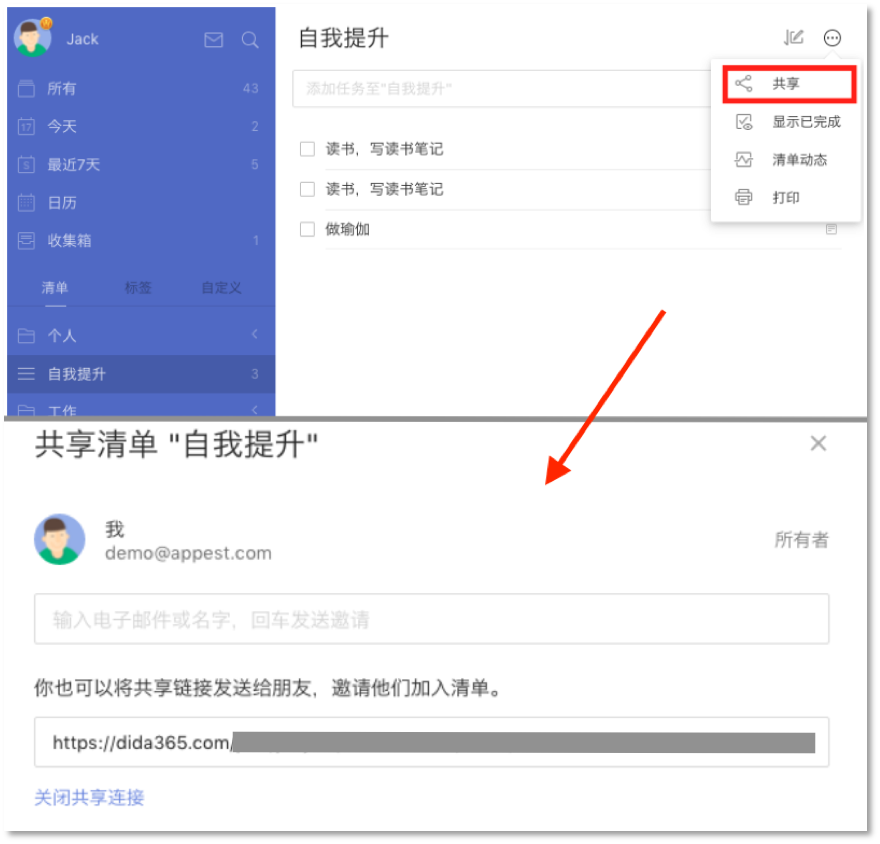 Jack
所有 43
17 今天 2
S 最近7天 5
日历
收集箱 1
清单 标签 自定义
个人
自我提升 3
工作
自我提升
添加任务至"自我提升"
读书，写读书笔记
读书，写读书笔记
做瑜伽
共享
显示已完成
清单动态
打印
共享清单 "自我提升"
我
demo@appest.com
所有者
输入电子邮件或名字，回车发送邀请
你也可以将共享链接发送给朋友，邀请他们加入清单。
https://dida365.com/
关闭共享连接